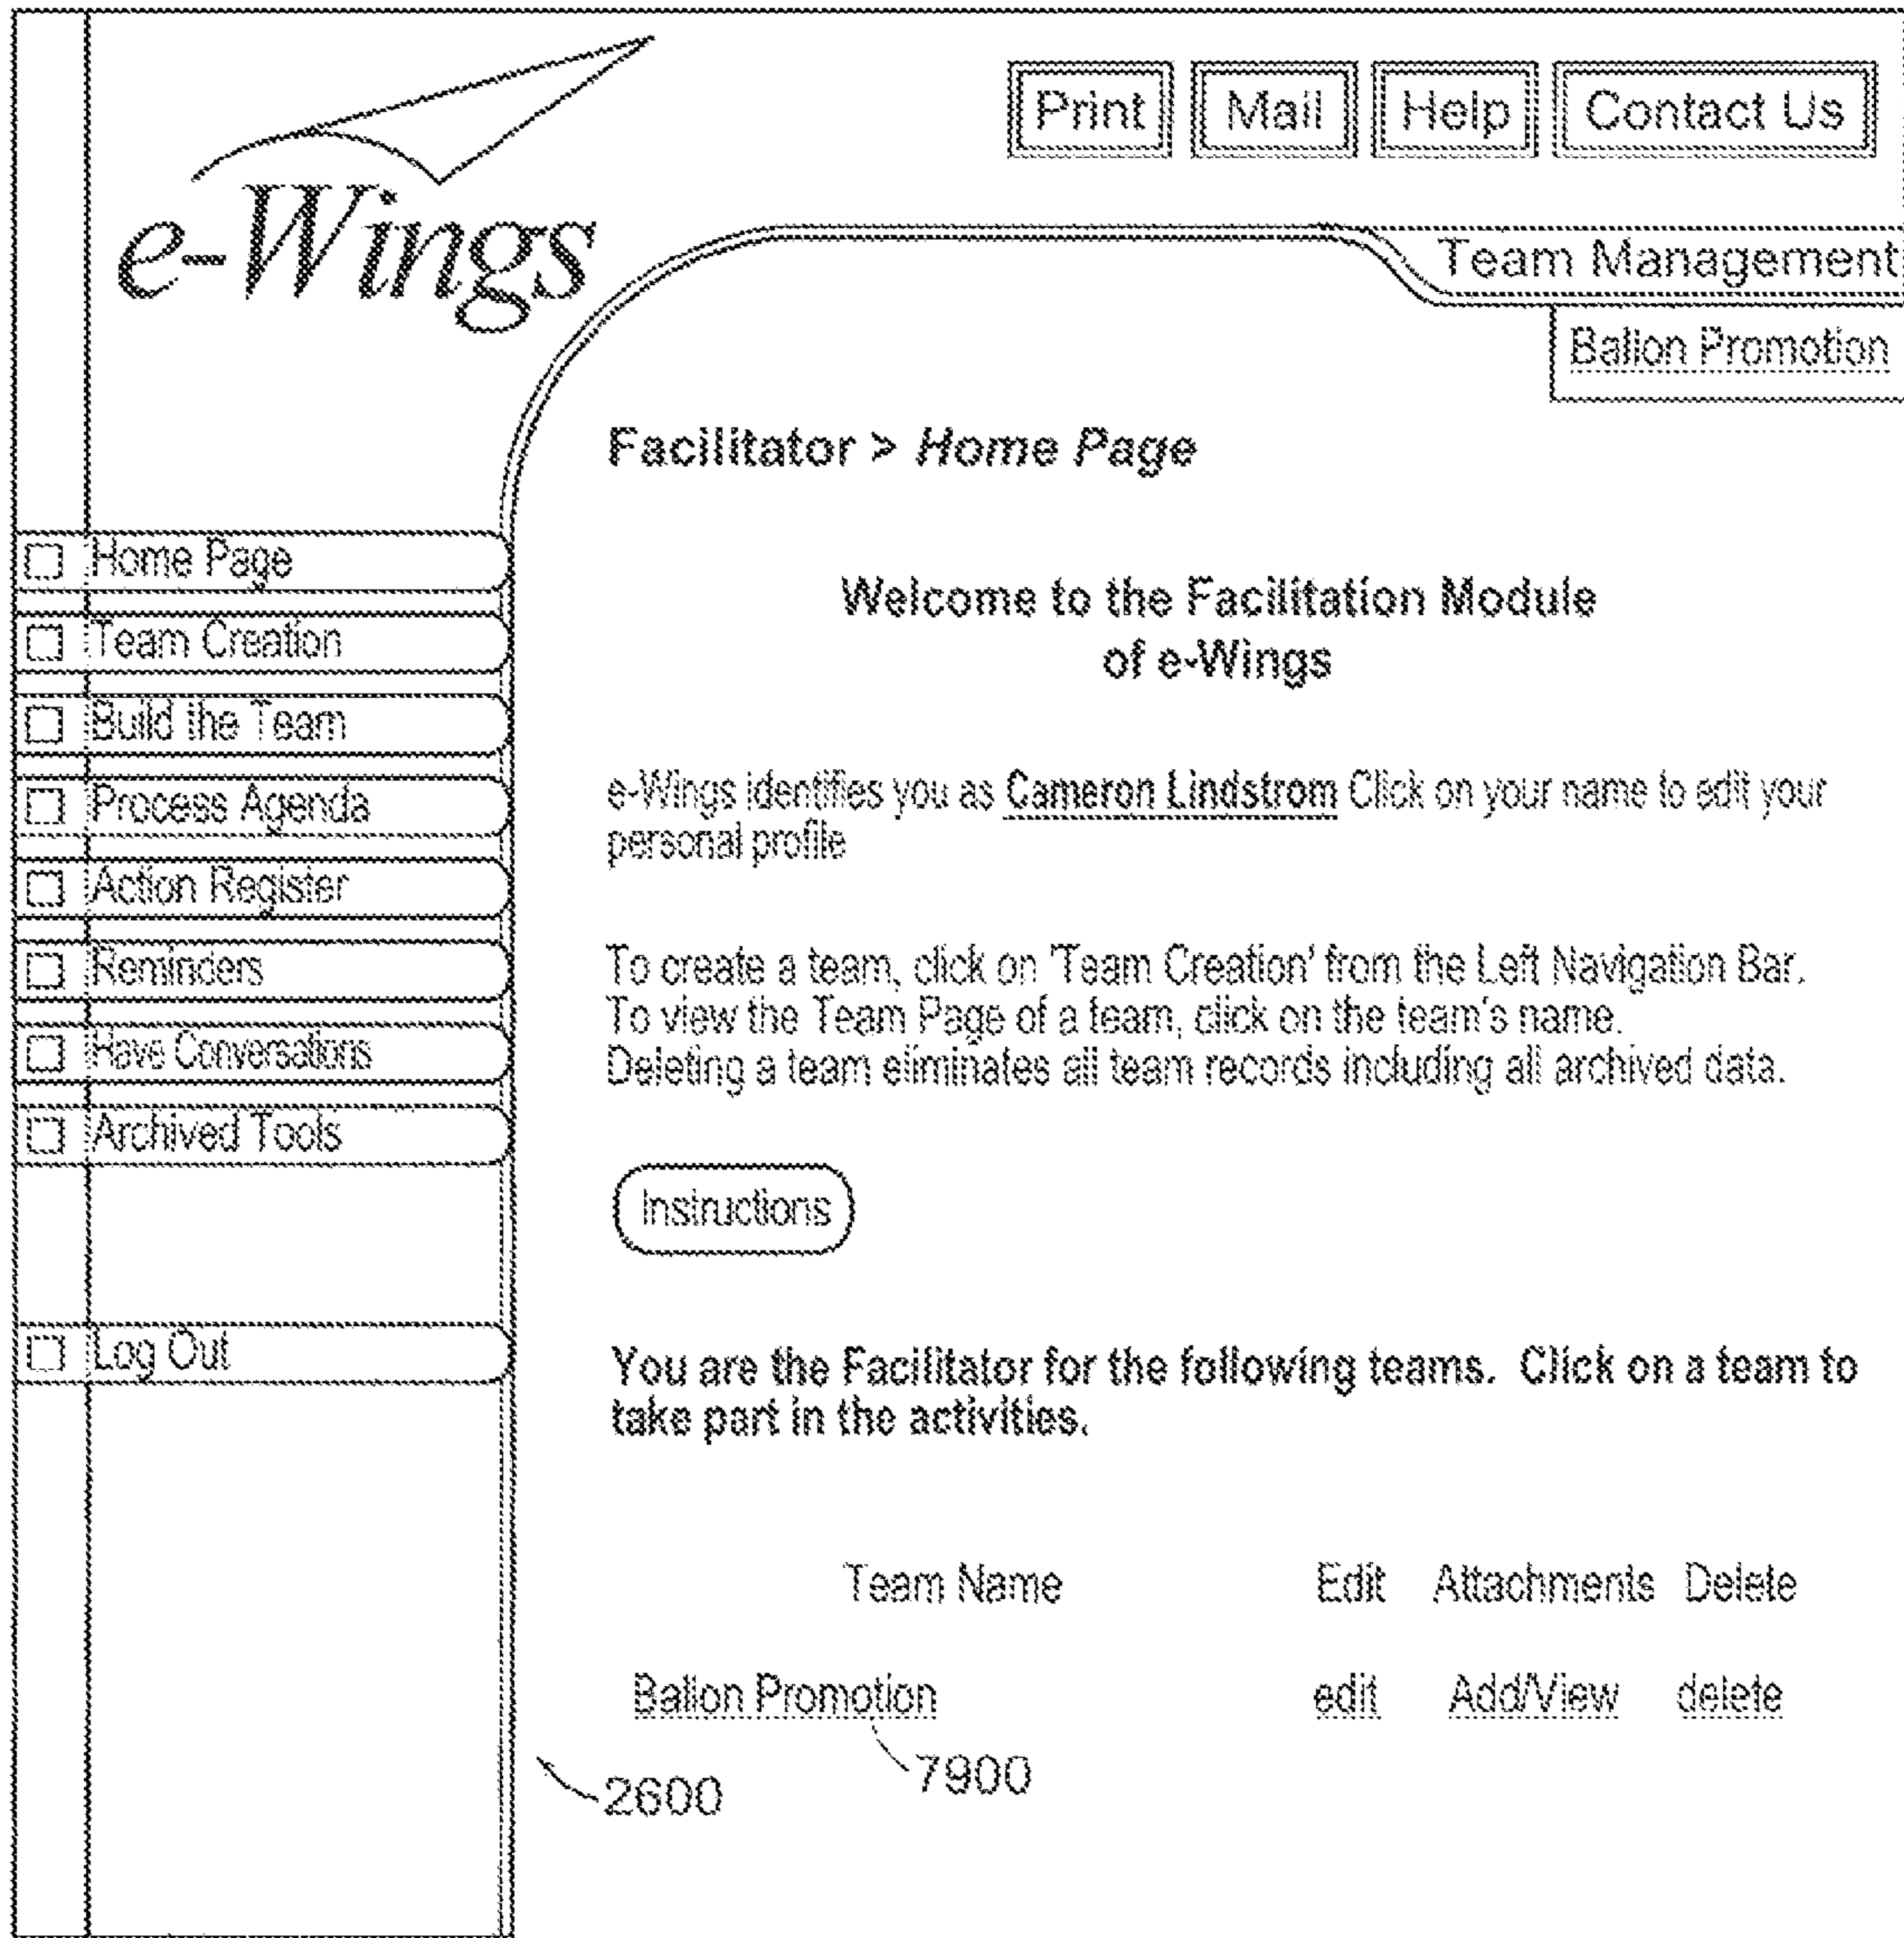 Print Mail Help Contact Us
e-Wings
Team Management
Ballon Promotion
Facilitator > Home Page
Home Page
Team Creation
Build the Team
Process Agenda
Action Register
Reminders
Have Conversations
Archived Tools
Log Out
Welcome to the Facilitation Module
of e-Wings
e-Wings identifies you as Cameron Lindstrom Click on your name to edit your
personal profile
To create a team, click on 'Team Creation' from the Left Navigation Bar.
To view the Team Page of a team, click on the team's name.
Deleting a team eliminates all team records including all archived data.
Instructions
You are the Facilitator for the following teams. Click on a team to
take part in the activities.
Team Name Edit Attachments Delete
Ballon Promotion edit Add/View delete
2600 7900